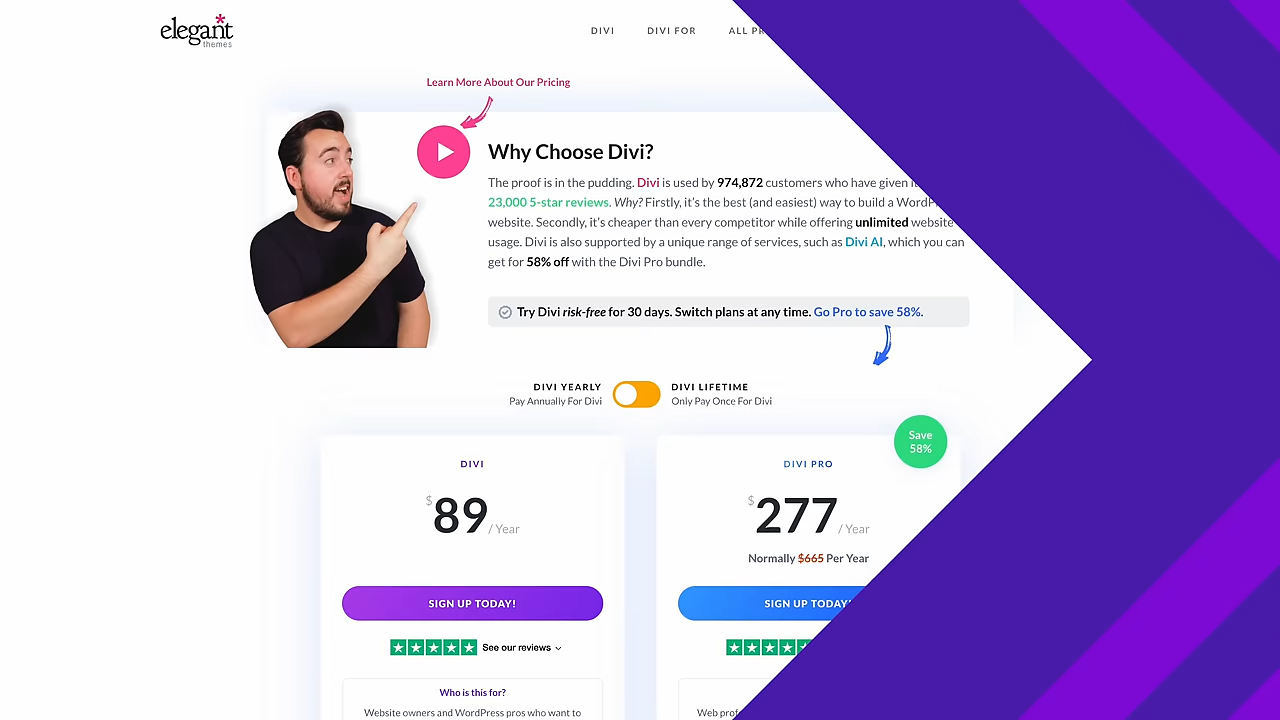 elegant
themes
DIVI DIVI FOR ALL
Learn More About Our Pricing
Why Choose Divi?
The proof is in the pudding. Divi is used by 974,872 customers who have given
23,000 5-star reviews. Why? Firstly, it's the best (and easiest) way to build a
website. Secondly, it's cheaper than every competitor while offering unlimited website
usage. Divi is also supported by a unique range of services, such as Divi AI, which you can
get for 58% off with the Divi Pro bundle.
Try Divi risk-free for 30 days. Switch plans at any time. Go Pro to save 58%.
DIVI YEARLY
Pay Annually For Divi
DIVI LIFETIME
Only Pay Once For Divi
Save
58%
DIVI
$89 / Year
SIGN UP TODAY!
See our reviews
Who is this for?
Website owners and WordPress pros who want to
DIVI PRO
$277 / Year
Normally $665 Per Year
SIGN UP TODAY!
Web